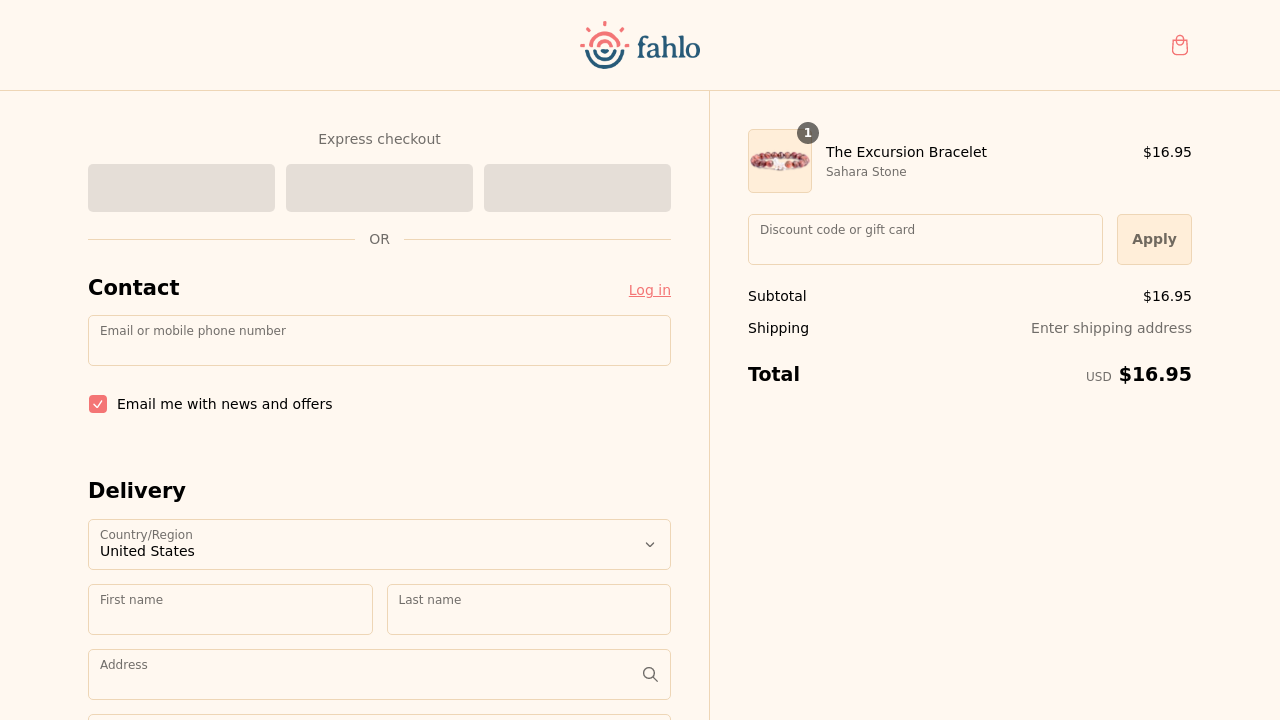 fahlo
Express checkout
OR
Contact
Log in
Email or mobile phone number
Email me with news and offers
Delivery
Country/Region
United States
First name
Last name
Address
1
The Excursion Bracelet
$16.95
Sahara Stone
Discount code or gift card
Apply
Subtotal
$16.95
Shipping
Enter shipping address
Total
USD $16.95